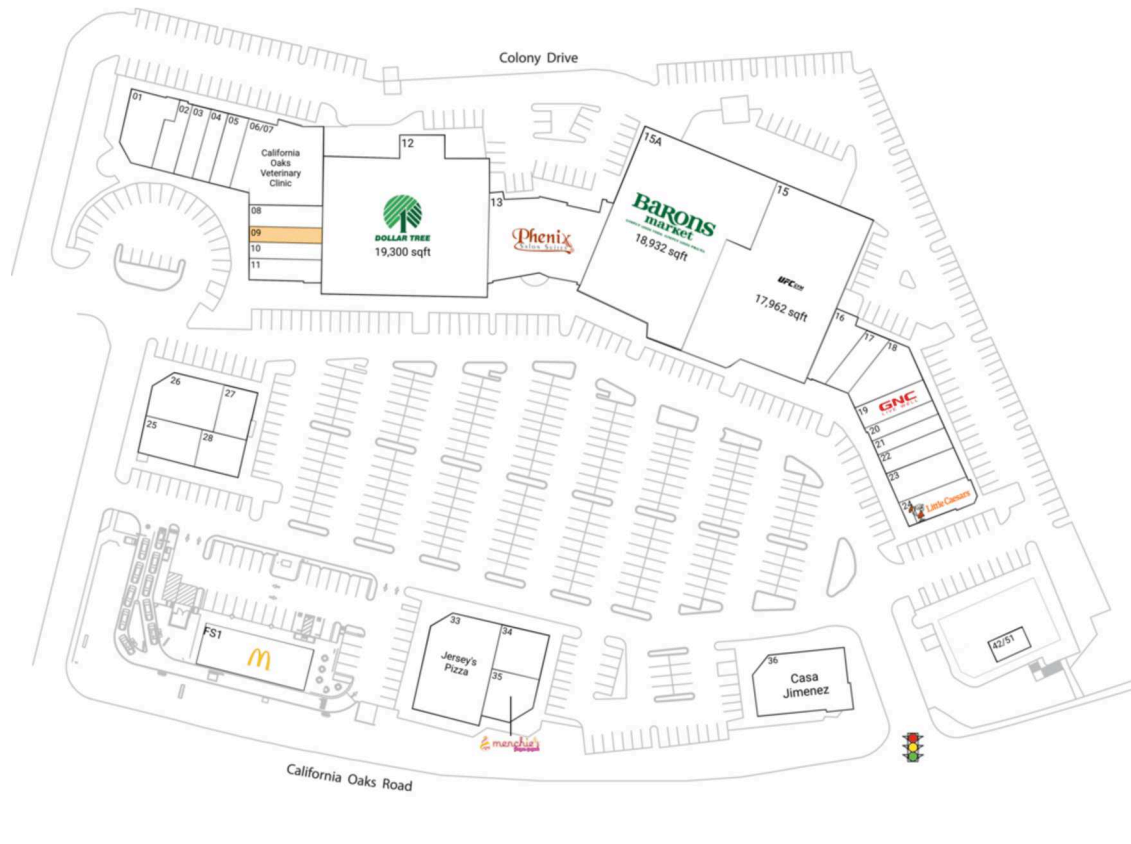 Colony Drive
01
02
03
04
05
06/07
California
Oaks
Veterinary
Clinic
08
09
10
11
12
DOLLAR TREE
19,300 sqft
13
Phenix
SALON SUITES
15A
BARONS
market
18,932 sqft
15
UFC GYM
17,962 sqft
16
17
18
19
GNC
LIVE WELL
20
21
22
23
24
Little Caesars
25
26
27
28
FS1
33
Jersey's
Pizza
34
35
menchie's
36
Casa
Jimenez
42/51
California Oaks Road